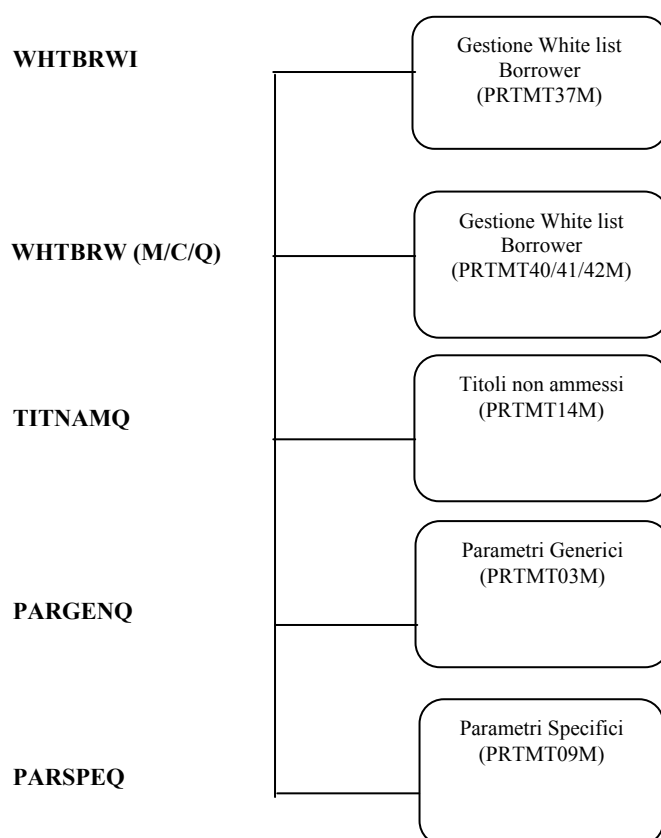 WHTBRWI
Gestione White list
Borrower
(PRTMT37M)
WHTBRW (M/C/Q)
Gestione White list
Borrower
(PRTMT40/41/42M)
TITNAMQ
Titoli non ammessi
(PRTMT14M)
PARGENQ
Parametri Generici
(PRTMT03M)
PARSPEQ
Parametri Specifici
(PRTMT09M)